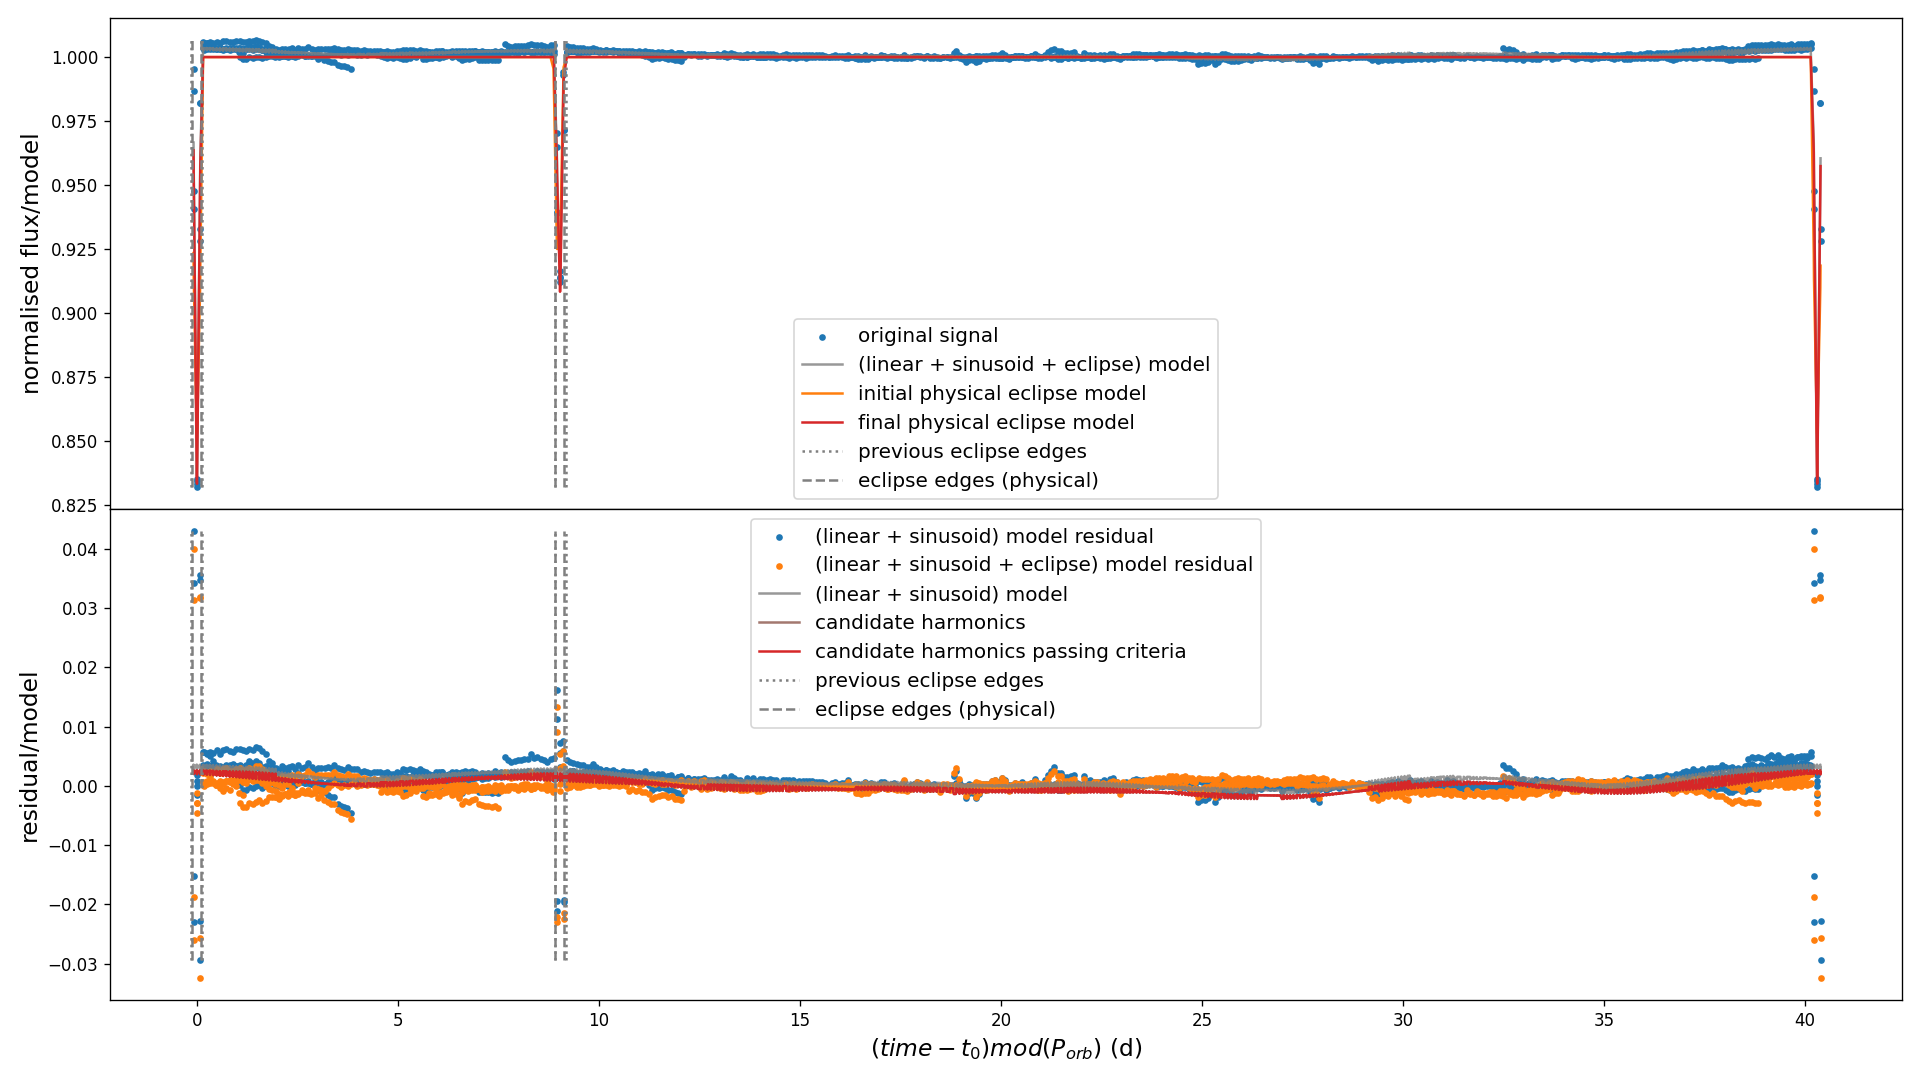 normalised flux/model
1.000
0.975
0.950
0.925
0.900
0.875
0.850
0.825
original signal
(linear + sinusoid + eclipse) model
initial physical eclipse model
final physical eclipse model
previous eclipse edges
eclipse edges (physical)
residual/model
0.04
0.03
0.02
0.01
0.00
−0.01
−0.02
−0.03
(linear + sinusoid) model residual
(linear + sinusoid + eclipse) model residual
(linear + sinusoid) model
candidate harmonics
candidate harmonics passing criteria
previous eclipse edges
eclipse edges (physical)
0 5 10 15 20 25 30 35 40
(time − t₀)mod(Pₒᵣb) (d)